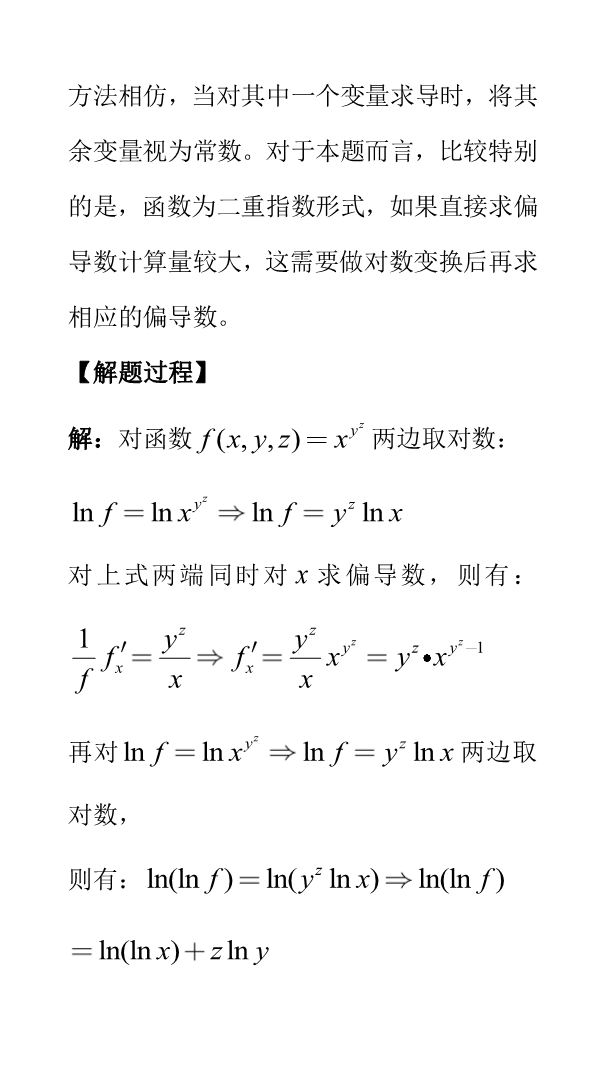 方法相仿，当对其中一个变量求导时，将其
余变量视为常数。对于本题而言，比较特别
的是，函数为二重指数形式，如果直接求偏
导数计算量较大，这需要做对数变换后再求
相应的偏导数。
【解题过程】
解：对函数 f(x,y,z)=x^{y^z} 两边取对数：
ln f = ln x^{y^z} ⇒ ln f = y^z ln x
对上式两端同时对 x 求偏导数，则有：
\frac{1}{f} f'_x = \frac{y^z}{x} ⇒ f'_x = \frac{y^z}{x} x^{y^z} = y^z•x^{y^z-1}
再对 ln f = ln x^{y^z} ⇒ ln f = y^z ln x 两边取
对数，
则有：ln(ln f)=ln(y^z ln x)⇒ln(ln f)
=ln(ln x)+z ln y